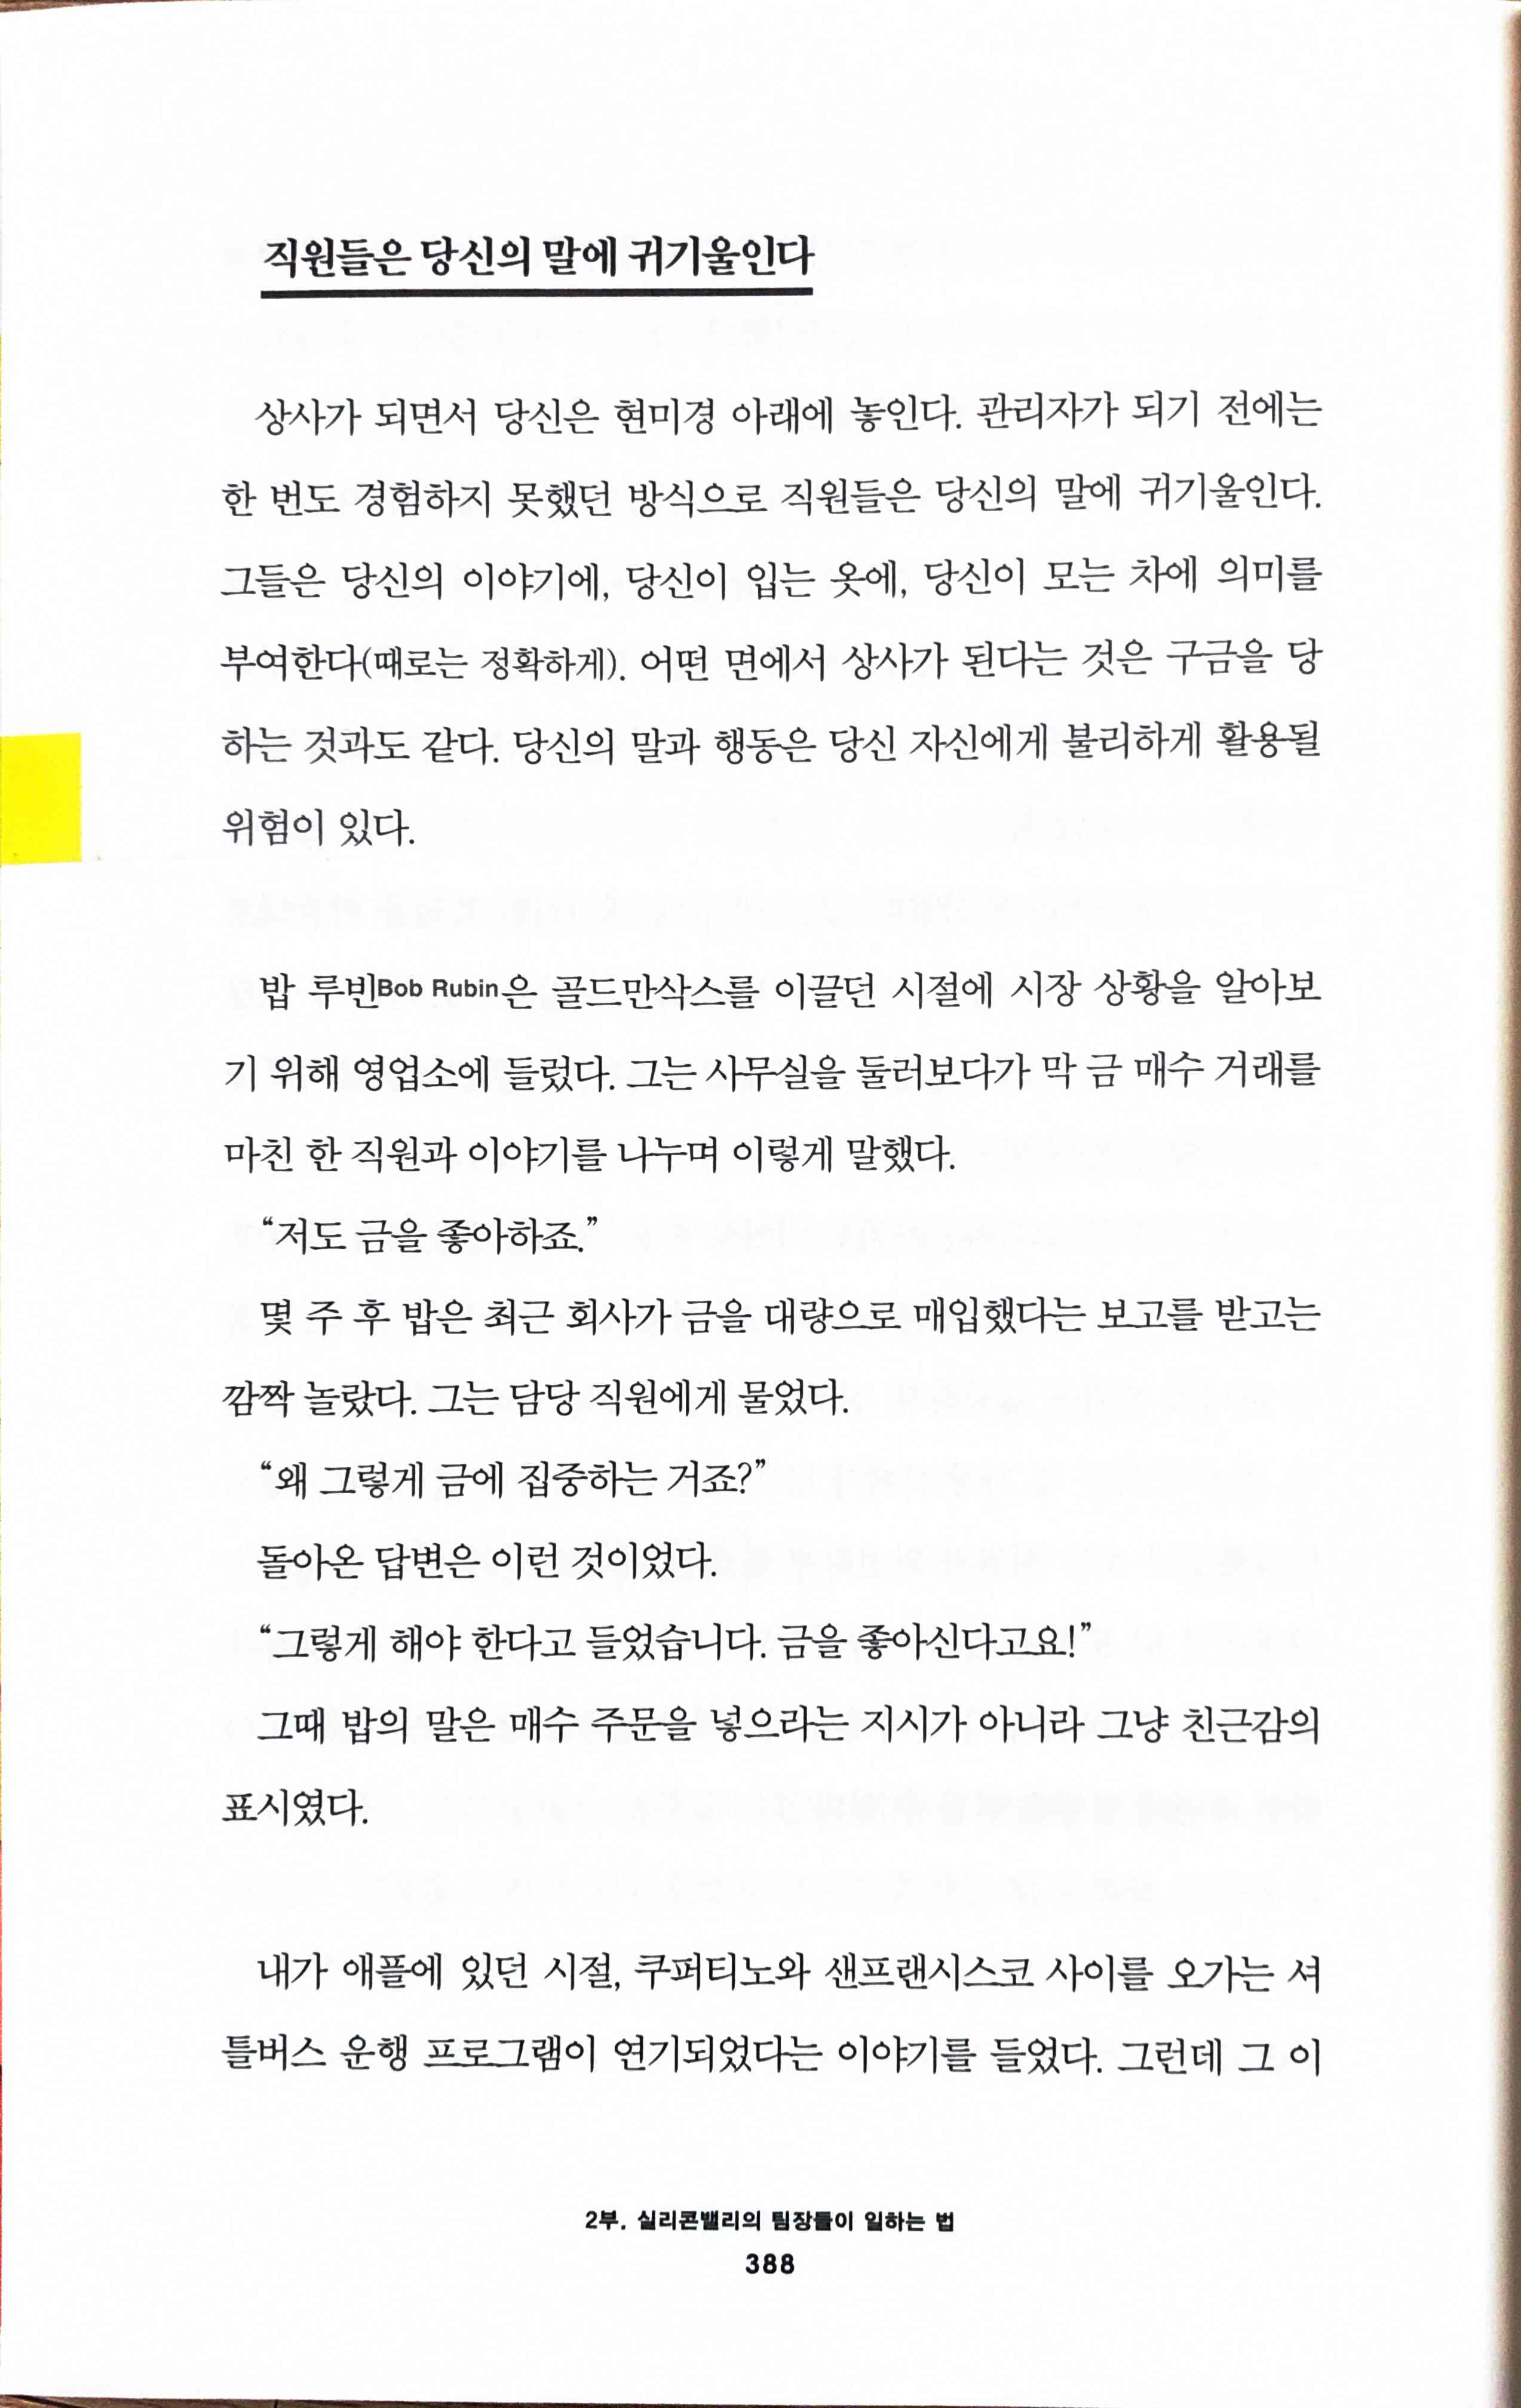 직원들은 당신의 말에 귀기울인다
상사가 되면서 당신은 현미경 아래에 놓인다. 관리자가 되기 전에는
한 번도 경험하지 못했던 방식으로 직원들은 당신의 말에 귀기울인다.
그들은 당신의 이야기에, 당신이 입는 옷에, 당신이 모는 차에 의미를
부여한다(때로는 정확하게). 어떤 면에서 상사가 된다는 것은 구금을 당
하는 것과도 같다. 당신의 말과 행동은 당신 자신에게 불리하게 활용될
위험이 있다.
밥 루빈Bob Rubin은 골드만삭스를 이끌던 시절에 시장 상황을 알아보
기 위해 영업소에 들렀다. 그는 사무실을 둘러보다가 막 금 매수 거래를
마친 한 직원과 이야기를 나누며 이렇게 말했다.
“저도 금을 좋아하죠.”
몇 주 후 밥은 최근 회사가 금을 대량으로 매입했다는 보고를 받고는
깜짝 놀랐다. 그는 담당 직원에게 물었다.
“왜 그렇게 금에 집중하는 거죠?”
돌아온 답변은 이런 것이었다.
“그렇게 해야 한다고 들었습니다. 금을 좋아신다고요!”
그때 밥의 말은 매수 주문을 넣으라는 지시가 아니라 그냥 친근감의
표시였다.
내가 애플에 있던 시절, 쿠퍼티노와 샌프랜시스코 사이를 오가는 셔
틀버스 운행 프로그램이 연기되었다는 이야기를 들었다. 그런데 그 이
2부. 실리콘밸리의 팀장들이 일하는 법
388